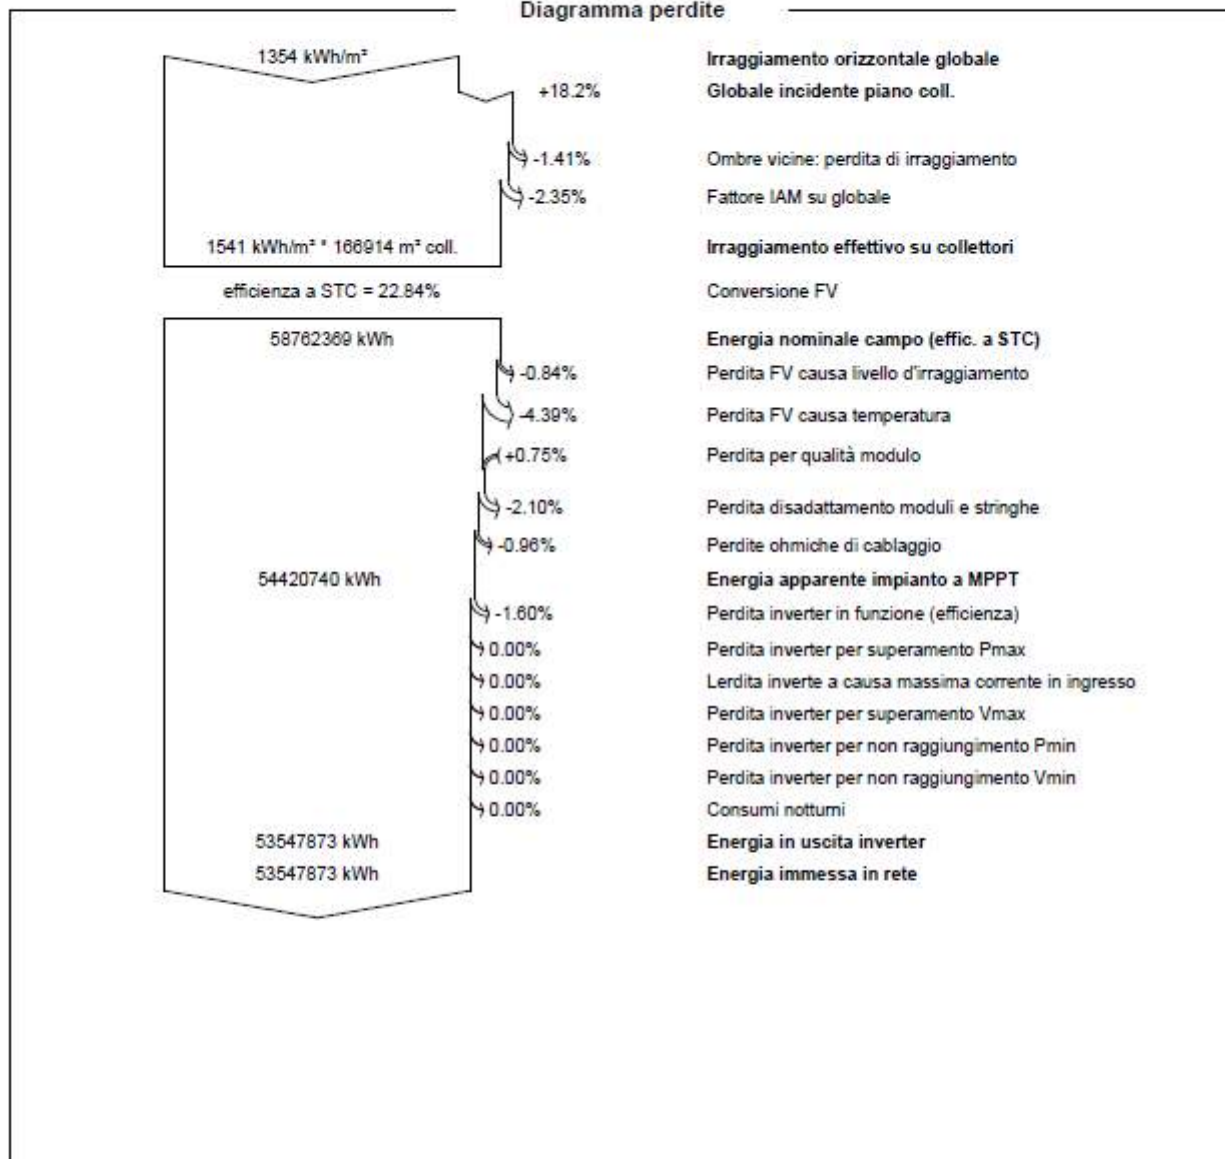 Diagramma perdite
1354 kWh/m² Irraggiamento orizzontale globale
+18.2% Globale incidente piano coll.
-1.41% Ombre vicine: perdita di irraggiamento
-2.35% Fattore IAM su globale
1541 kWh/m² * 166914 m² coll. Irraggiamento effettivo su collettori
efficienza a STC = 22.84% Conversione FV
58762369 kWh Energia nominale campo (effic. a STC)
-0.84% Perdita FV causa livello d'irraggiamento
-4.39% Perdita FV causa temperatura
+0.75% Perdita per qualità modulo
-2.10% Perdita disadattamento moduli e stringhe
-0.96% Perdite ohmiche di cablaggio
54420740 kWh Energia apparente impianto a MPPT
-1.60% Perdita inverter in funzione (efficienza)
0.00% Perdita inverter per superamento Pmax
0.00% Lerdita inverte a causa massima corrente in ingresso
0.00% Perdita inverter per superamento Vmax
0.00% Perdita inverter per non raggiungimento Pmin
0.00% Perdita inverter per non raggiungimento Vmin
0.00% Consumi notturni
53547873 kWh Energia in uscita inverter
53547873 kWh Energia immessa in rete